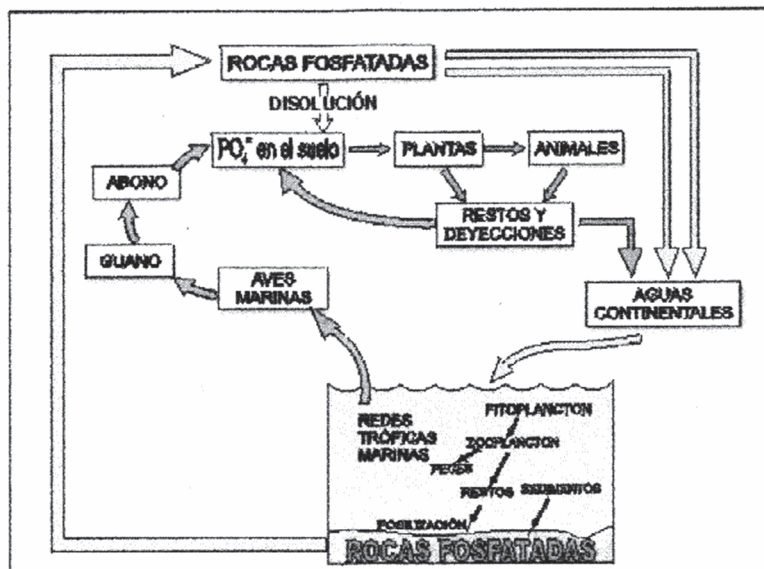 ROCAS FOSFATADAS
DISOLUCIÓN
PO₄⁼ en el suelo
PLANTAS
ANIMALES
ABONO
RESTOS Y
DEYECCIONES
GUANO
AVES
MARINAS
AGUAS
CONTINENTALES
REDES
TRÓFICAS
MARINAS
FITOPLANCTON
ZOOPLANCTON
PECES
RESTOS
SEDIMENTOS
FOSILIZACIÓN
ROCAS FOSFATADAS